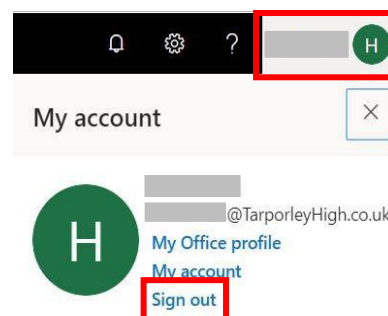 ? H
My account
H
@TarporleyHigh.co.uk
My Office profile
My account
Sign out